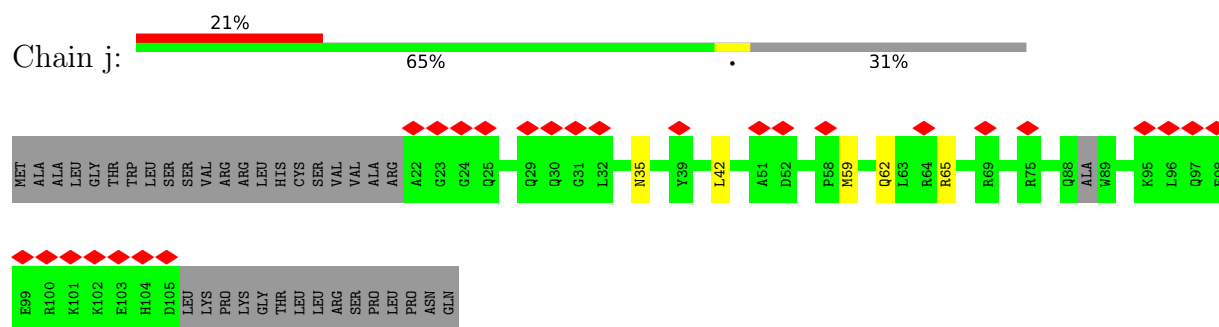 21%
Chain j:
65% • 31%
MET ALA ALA LEU GLY THR TRP LEU SER SER VAL ARG ARG LEU HIS CYS SER VAL VAL ALA ARG A22 G23 G24 Q25 Q29 Q30 G31 L32 N35 Y39 L42 A51 D52 P58 M59 Q62 L63 R64 R65 R69 R75 Q88 ALA W89 K95 L96 Q97 E98
E99 R100 K101 K102 E103 H104 D105 LEU LYS PRO LYS GLY THR LEU LEU ARG SER PRO LEU PRO ASN GLN